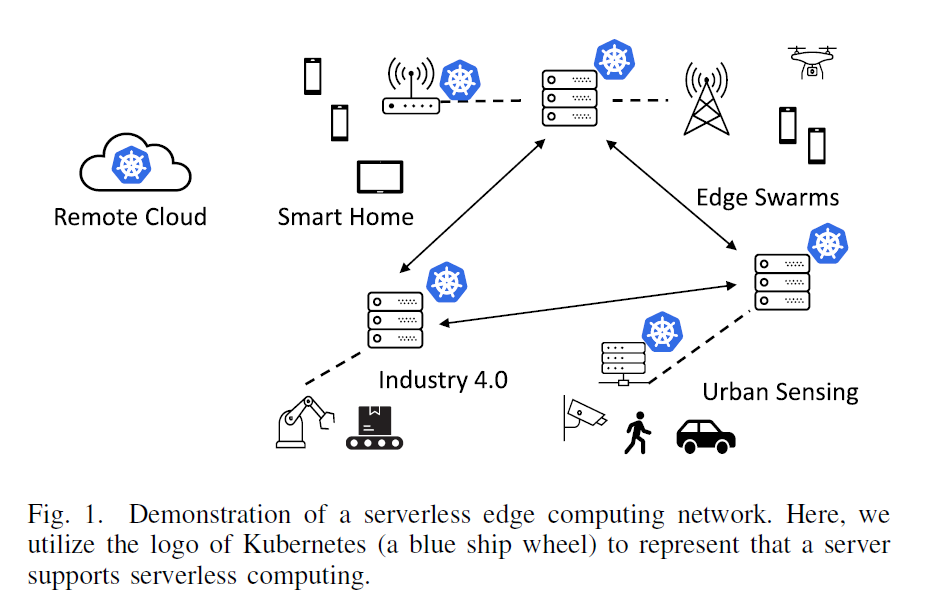 Remote Cloud
Smart Home
Edge Swarms
Industry 4.0
Urban Sensing
Fig. 1. Demonstration of a serverless edge computing network. Here, we
utilize the logo of Kubernetes (a blue ship wheel) to represent that a server
supports serverless computing.